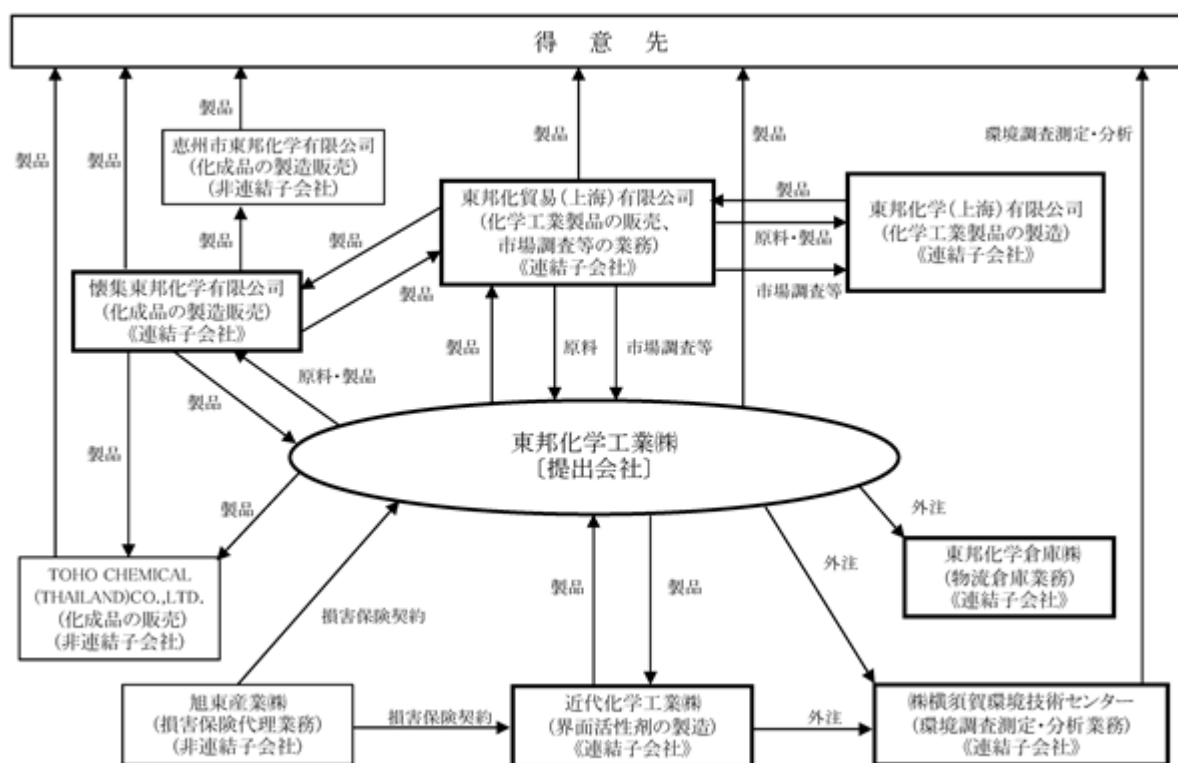 得意先
製品
製品
製品
製品
製品
環境調査測定・分析
恵州市東邦化学有限公司
(化成品の製造販売)
(非連結子会社)
製品
東邦化貿易(上海)有限公司
(化学工業製品の販売、
市場調査等の業務)
《連結子会社》
製品
原料・製品
市場調査等
東邦化学(上海)有限公司
(化学工業製品の製造)
《連結子会社》
製品
製品
懐集東邦化学有限公司
(化成品の製造販売)
《連結子会社》
製品
原料・製品
製品
原料
市場調査等
製品
東邦化学工業㈱
〔提出会社〕
製品
外注
TOHO CHEMICAL
(THAILAND)CO.,LTD.
(化成品の販売)
(非連結子会社)
損害保険契約
製品
製品
外注
東邦化学倉庫㈱
(物流倉庫業務)
《連結子会社》
旭東産業㈱
(損害保険代理業務)
(非連結子会社)
損害保険契約
近代化学工業㈱
(界面活性剤の製造)
《連結子会社》
外注
㈱横須賀環境技術センター
(環境調査測定・分析業務)
《連結子会社》